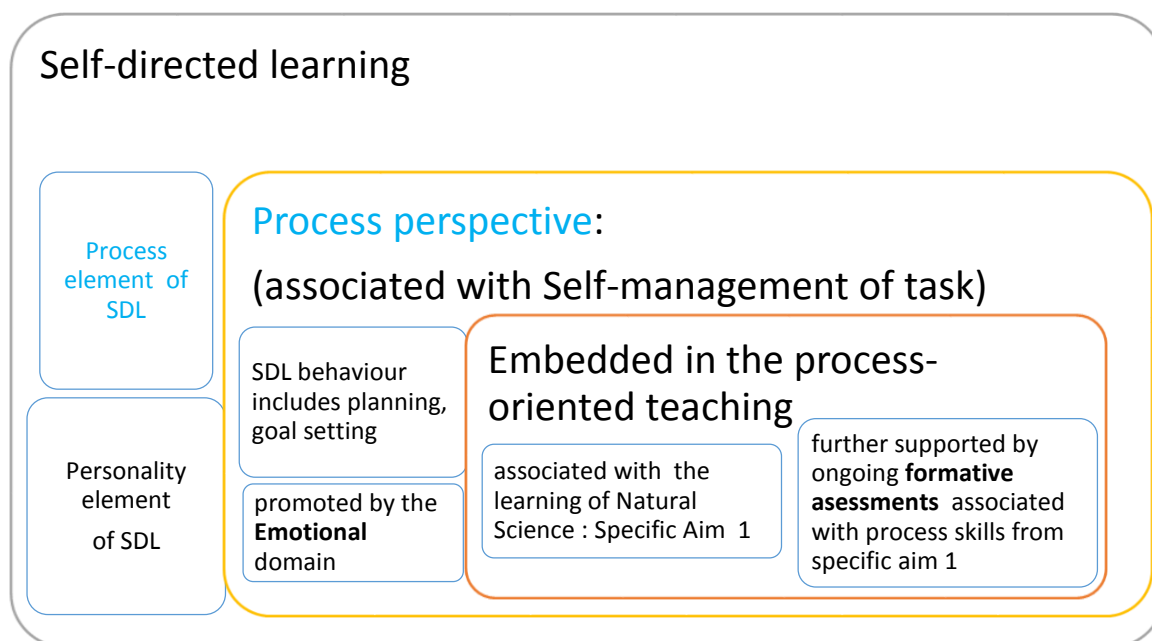 Self-directed learning
Process
element of
SDL
Personality
element
of SDL
Process perspective:
(associated with Self-management of task)
SDL behaviour
includes planning,
goal setting
promoted by the
Emotional
domain
Embedded in the process-
oriented teaching
associated with the
learning of Natural
Science : Specific Aim 1
further supported by
ongoing formative
asessments associated
with process skills from
specific aim 1